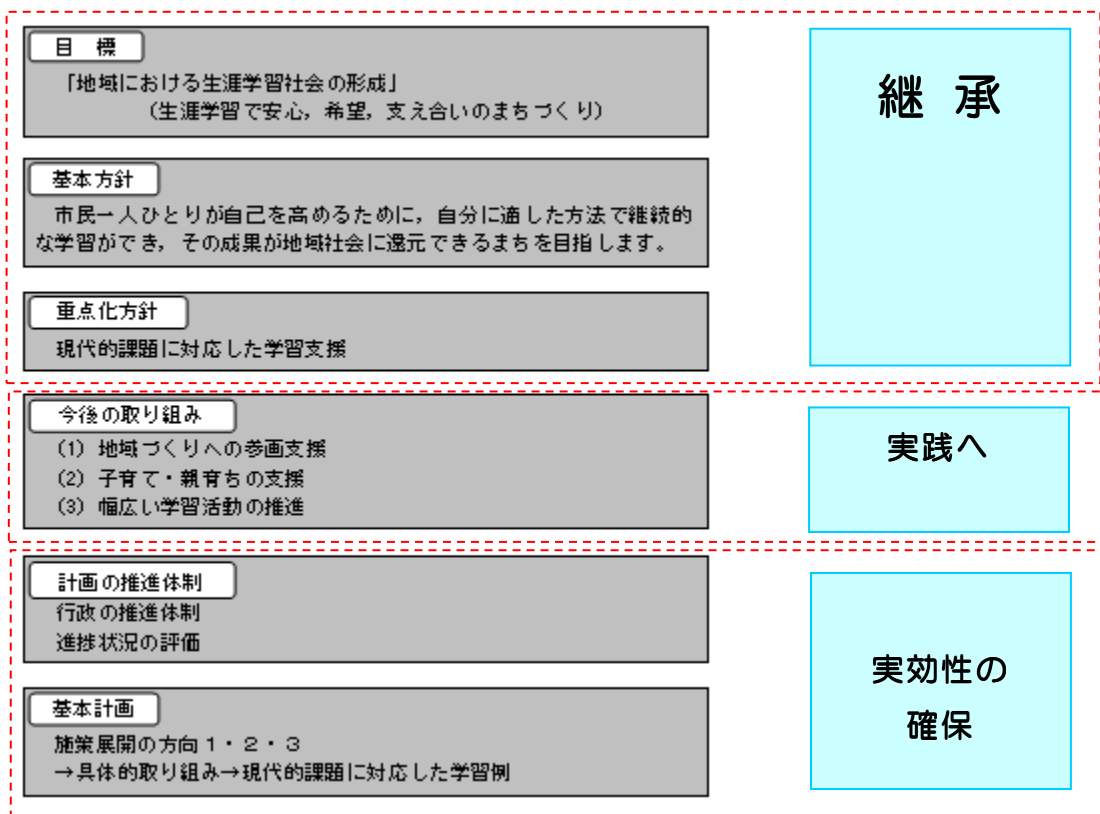 目 標
「地域における生涯学習社会の形成」
（生涯学習で安心，希望，支え合いのまちづくり）
継 承
基本方針
市民一人ひとりが自己を高めるために，自分に適した方法で継続的
な学習ができ，その成果が地域社会に還元できるまちを目指します。
重点化方針
現代的課題に対応した学習支援
今後の取り組み
(1) 地域づくりへの参画支援
(2) 子育て・親育ちの支援
(3) 幅広い学習活動の推進
実践へ
計画の推進体制
行政の推進体制
進捗状況の評価
基本計画
施策展開の方向１・２・３
→具体的取り組み→現代的課題に対応した学習例
実効性の
確保